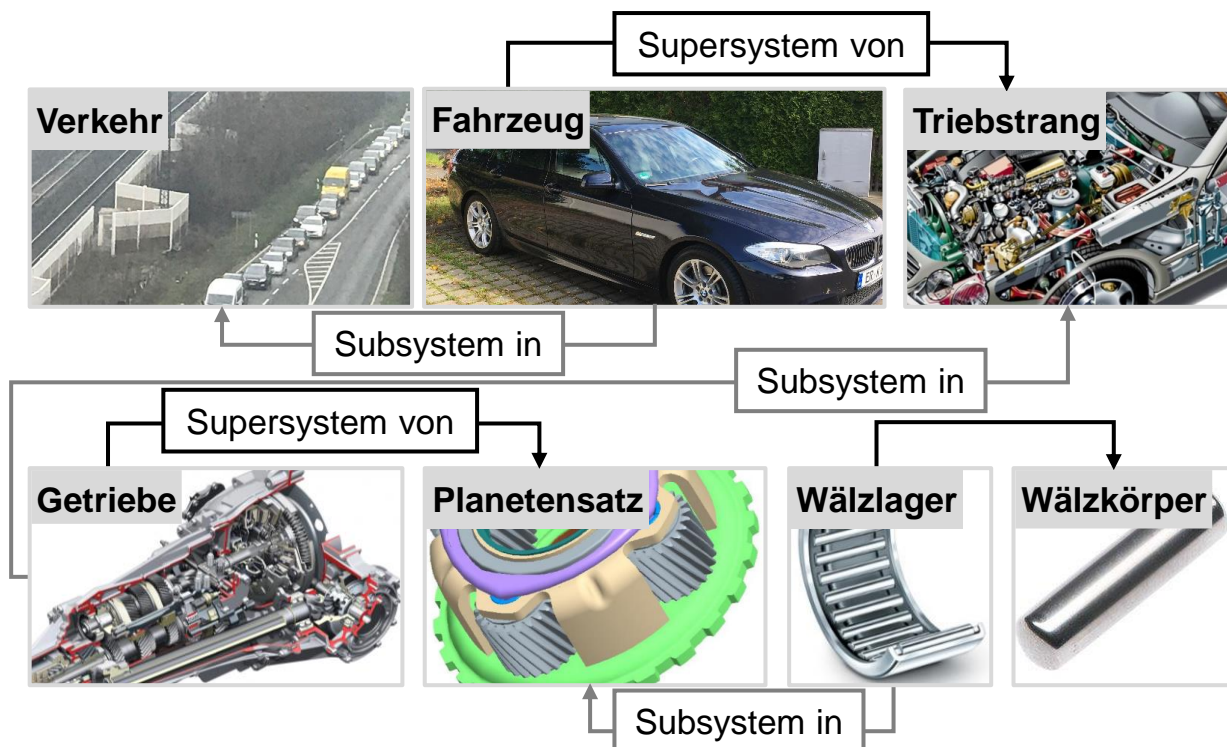 Supersystem von
Verkehr
Fahrzeug
Triebstrang
Subsystem in
Subsystem in
Supersystem von
Getriebe
Planetensatz
Wälzlager
Wälzkörper
Subsystem in